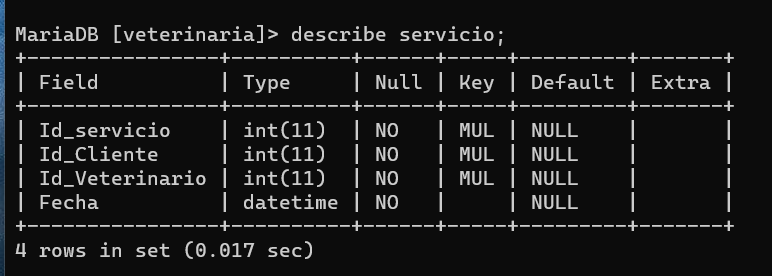 MariaDB [veterinaria]> describe servicio;
+----------------+----------+------+-----+---------+-------+
| Field          | Type     | Null | Key | Default | Extra |
+----------------+----------+------+-----+---------+-------+
| Id_servicio    | int(11)  | NO   | MUL | NULL    |       |
| Id_Cliente     | int(11)  | NO   | MUL | NULL    |       |
| Id_Veterinario | int(11)  | NO   | MUL | NULL    |       |
| Fecha          | datetime | NO   |     | NULL    |       |
+----------------+----------+------+-----+---------+-------+
4 rows in set (0.017 sec)